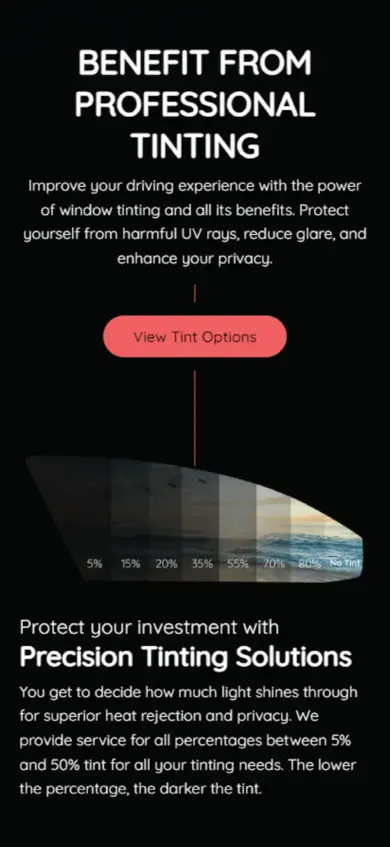 BENEFIT FROM
PROFESSIONAL
TINTING
Improve your driving experience with the power
of window tinting and all its benefits. Protect
yourself from harmful UV rays, reduce glare, and
enhance your privacy.
View Tint Options
5% 15% 20% 35% 55% 70% 80% No Tint
Protect your investment with
Precision Tinting Solutions
You get to decide how much light shines through
for superior heat rejection and privacy. We
provide service for all percentages between 5%
and 50% tint for all your tinting needs. The lower
the percentage, the darker the tint.